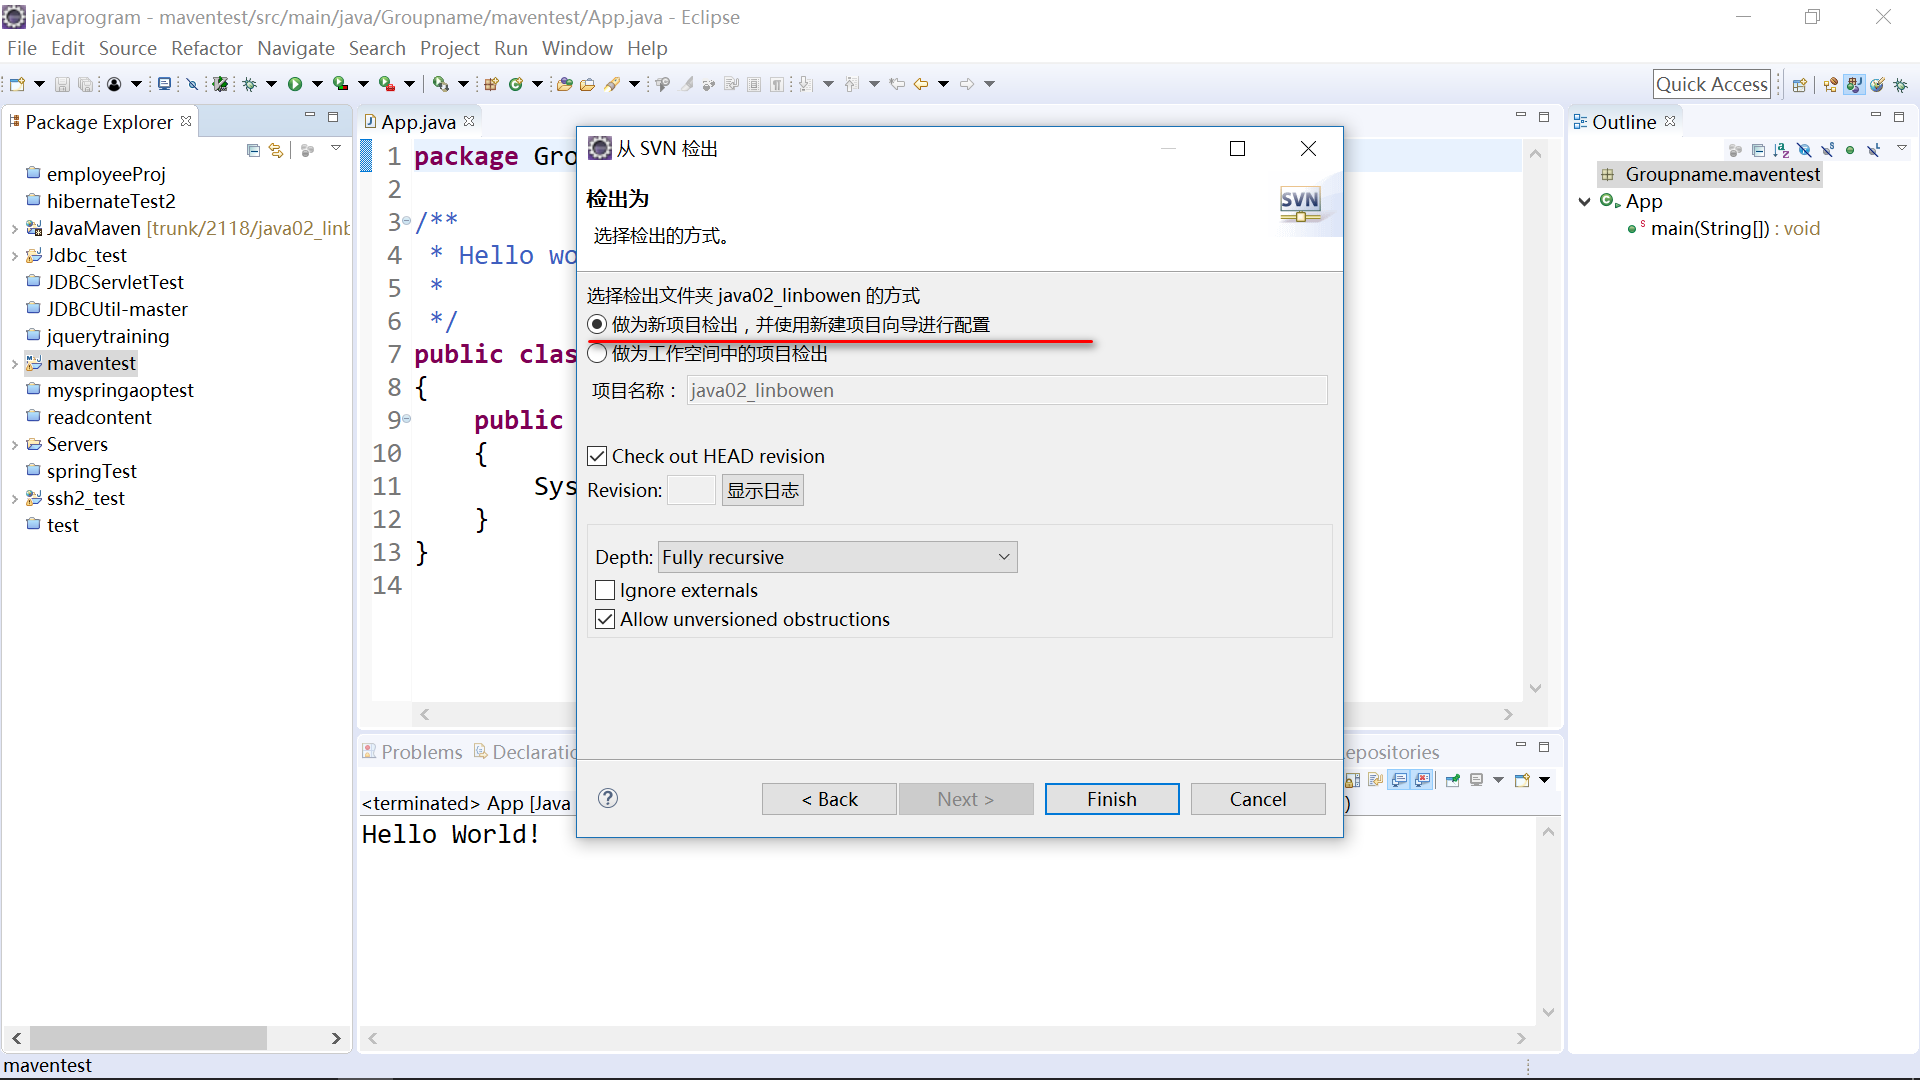 javaprogram - maventest/src/main/java/Groupname/maventest/App.java - Eclipse
File Edit Source Refactor Navigate Search Project Run Window Help
Quick Access
Package Explorer
employeeProj
hibernateTest2
JavaMaven [trunk/2118/java02_linb
Jdbc_test
JDBCServletTest
JDBCUtil-master
jquerytraining
maventest
myspringaoptest
readcontent
Servers
springTest
ssh2_test
test
App.java
1 package Gro
2
3 /**
4 * Hello wo
5 *
6 */
7 public clas
8 {
9 public
10 {
11 Sys
12 }
13 }
14
从 SVN 检出
检出为
SVN
选择检出的方式。
选择检出文件夹 java02_linbowen 的方式
做为新项目检出，并使用新建项目向导进行配置
做为工作空间中的项目检出
项目名称： java02_linbowen
Check out HEAD revision
Revision: 显示日志
Depth: Fully recursive
Ignore externals
Allow unversioned obstructions
< Back Next > Finish Cancel
Outline
Groupname.maventest
App
main(String[]) : void
Problems Declaratio epositories
<terminated> App [Java )
Hello World!
maventest